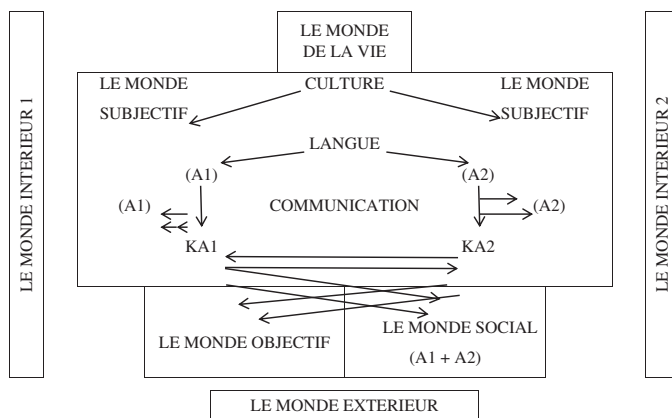 LE MONDE
DE LA VIE
LE MONDE INTERIEUR 1
LE MONDE
SUBJECTIF
CULTURE
LE MONDE
SUBJECTIF
LE MONDE INTERIEUR 2
LANGUE
(A1)
(A2)
(A1)
COMMUNICATION
(A2)
KA1
KA2
LE MONDE OBJECTIF
LE MONDE SOCIAL
(A1 + A2)
LE MONDE EXTERIEUR